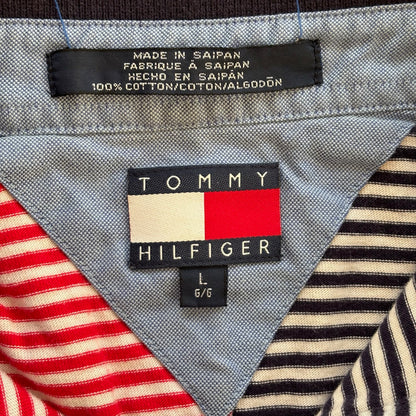 MADE IN SAIPAN
FABRIQUÉ À SAIPAN
HECHO EN SAIPÁN
100% COTTON/COTON/ALGODÓN
TOMMY
HILFIGER
L
G/G